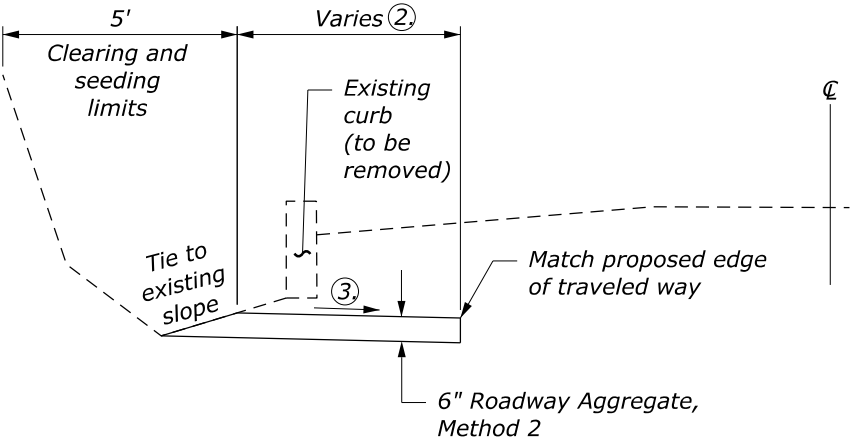 5'
Varies 2.
Clearing and
seeding
limits
Existing
curb
(to be
removed)
℄
Tie to
existing
slope
3.
Match proposed edge
of traveled way
6" Roadway Aggregate,
Method 2